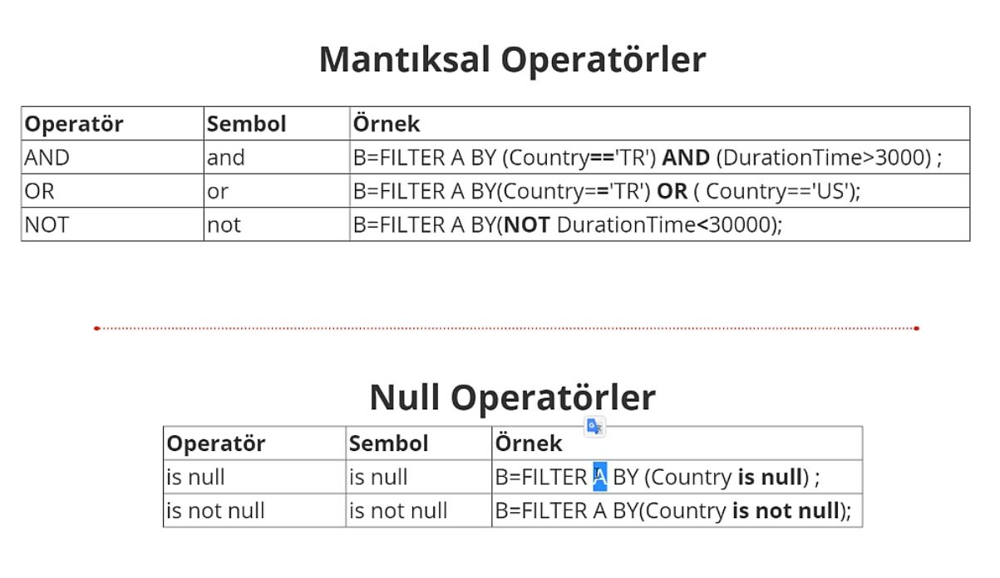 Mantıksal Operatörler
Operatör Sembol Örnek
AND and B=FILTER A BY (Country=='TR') AND (DurationTime>3000) ;
OR or B=FILTER A BY(Country=='TR') OR ( Country=='US');
NOT not B=FILTER A BY(NOT DurationTime<30000);
Null Operatörler
Operatör Sembol Örnek
is null is null B=FILTER A BY (Country is null) ;
is not null is not null B=FILTER A BY(Country is not null);